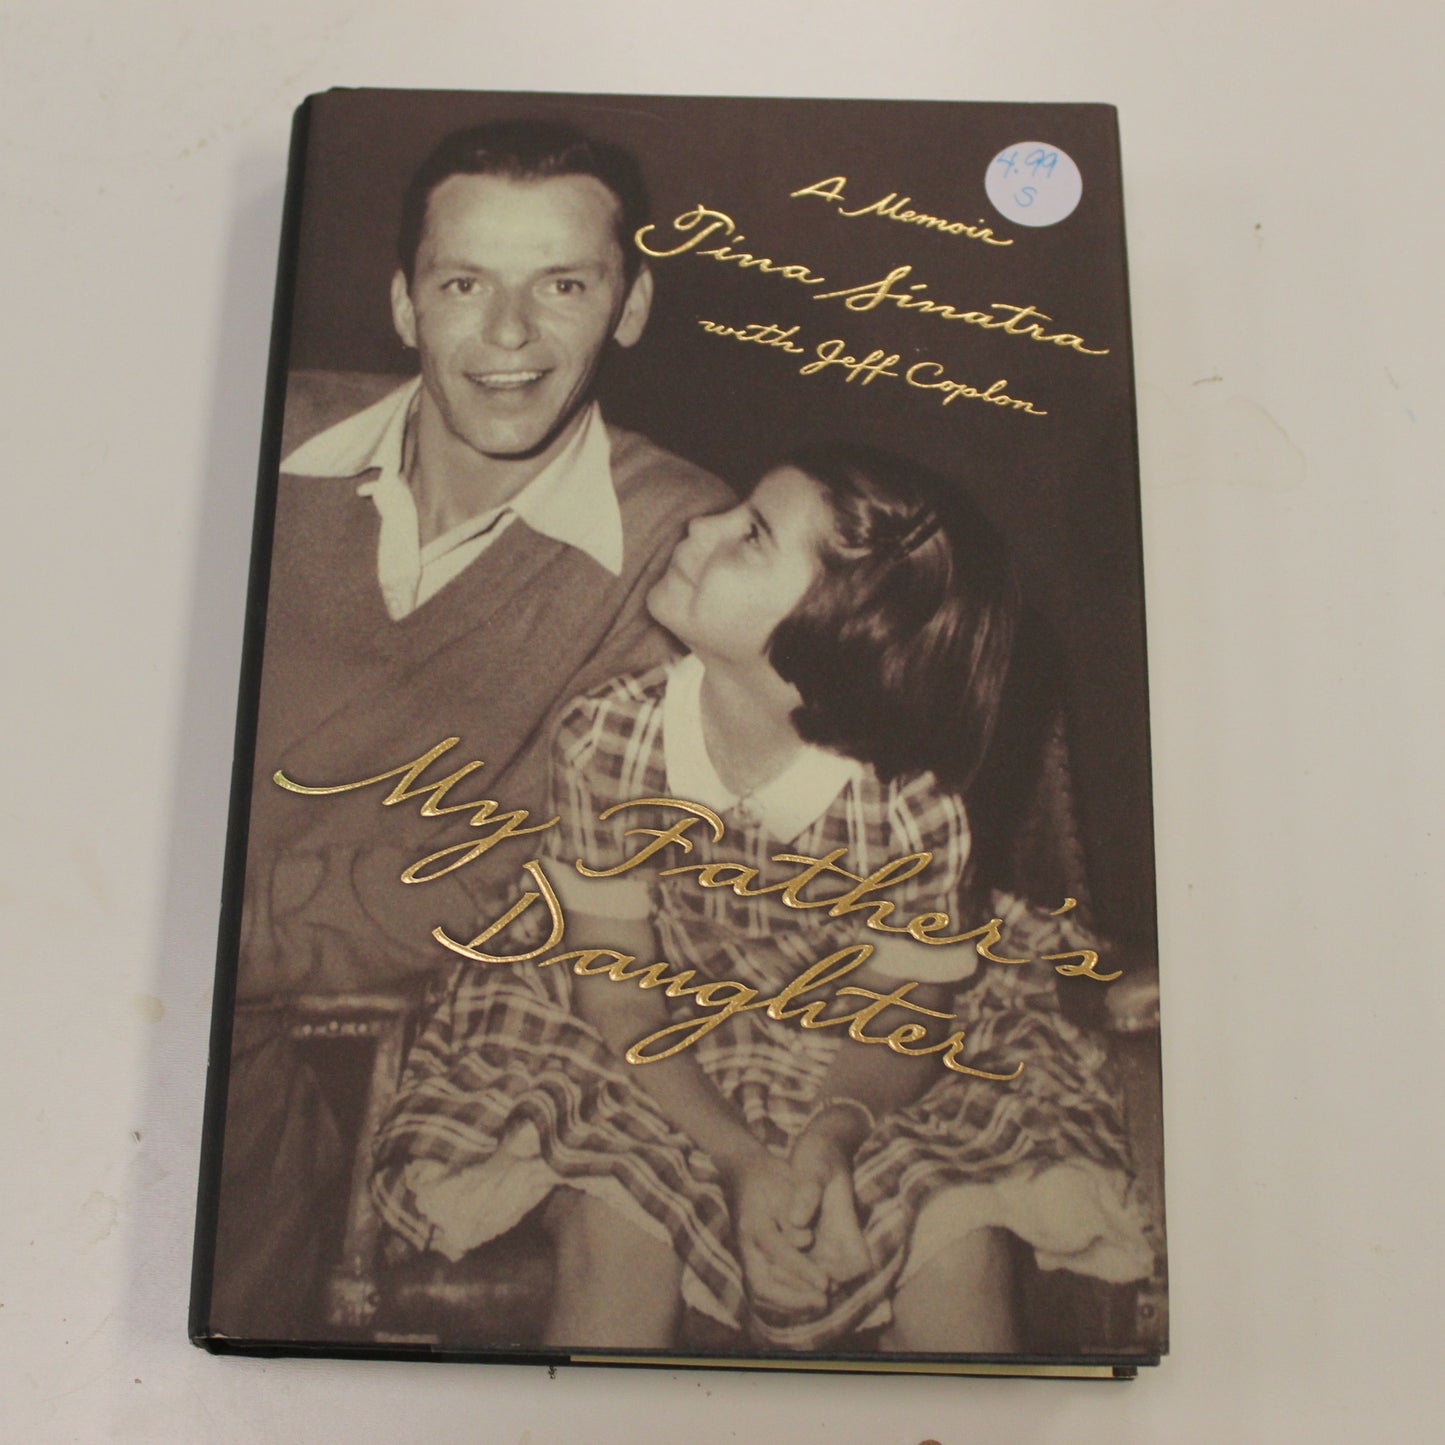 4.99
S
A Memoir
Tina Sinatra
with Jeff Coplon
My Father's
Daughter